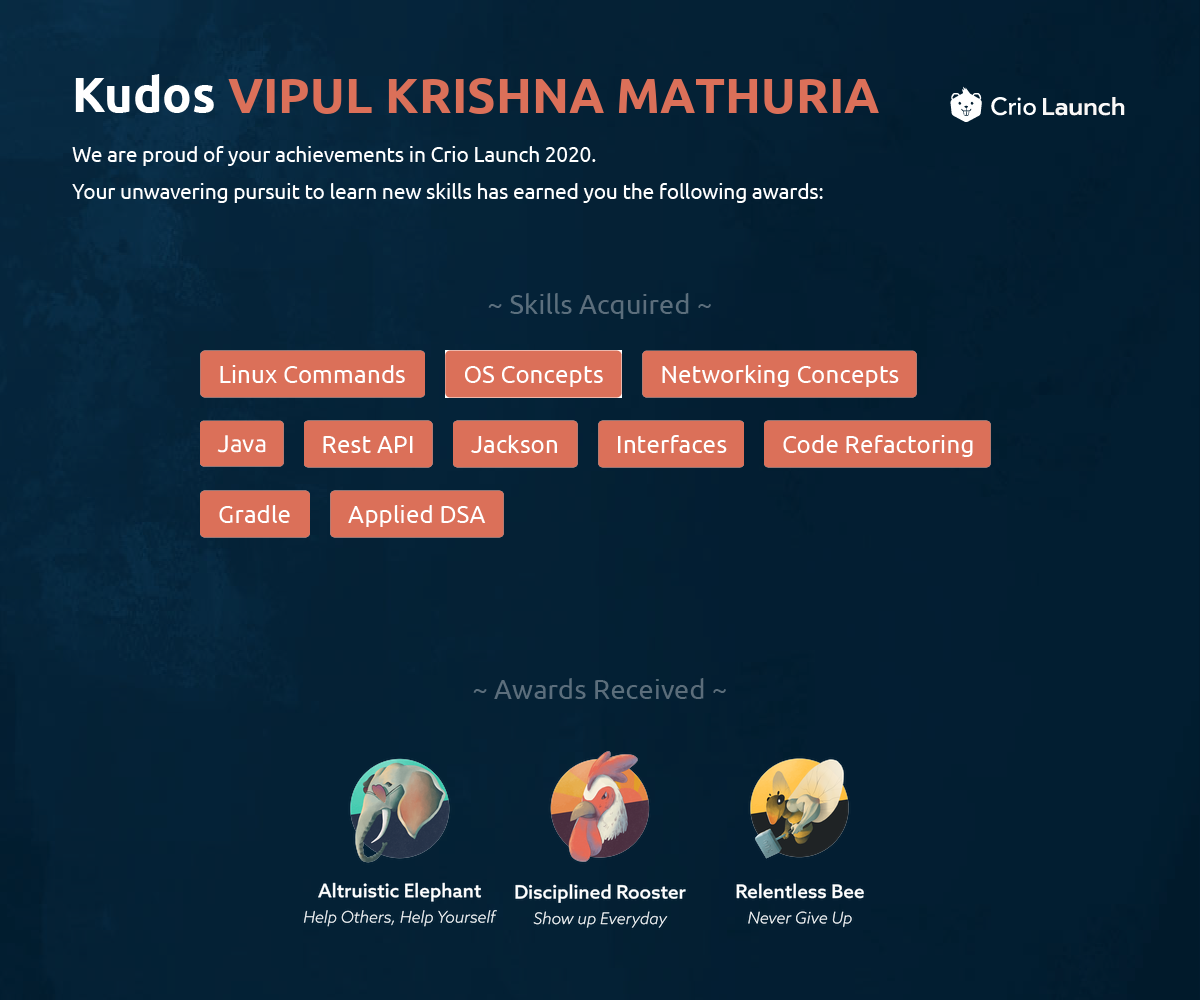 Kudos VIPUL KRISHNA MATHURIA
Crio Launch
We are proud of your achievements in Crio Launch 2020.
Your unwavering pursuit to learn new skills has earned you the following awards:
~ Skills Acquired ~
Linux Commands OS Concepts Networking Concepts
Java Rest API Jackson Interfaces Code Refactoring
Gradle Applied DSA
~ Awards Received ~
Altruistic Elephant Disciplined Rooster Relentless Bee
Help Others, Help Yourself Show up Everyday Never Give Up